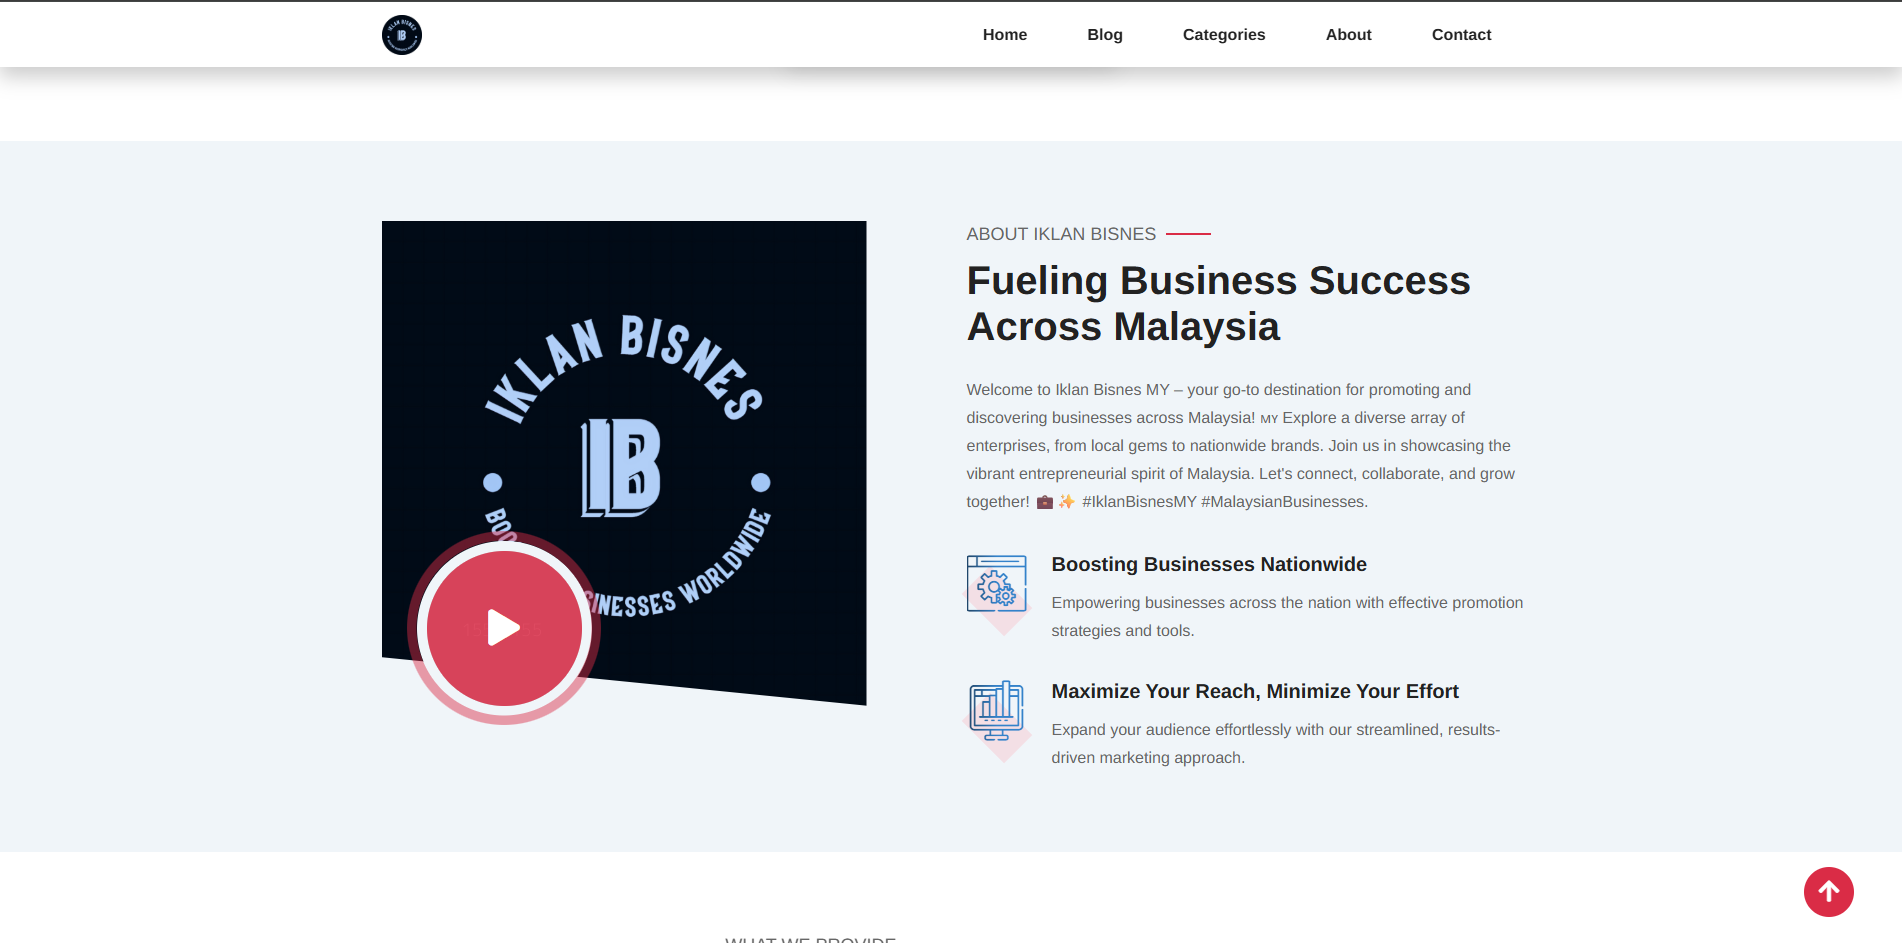 IKLAN BISNES
IB
Home
Blog
Categories
About
Contact
IKLAN BISNES
IB
SINESSES WORLDWIDE
ABOUT IKLAN BISNES
Fueling Business Success
Across Malaysia
Welcome to Iklan Bisnes MY – your go-to destination for promoting and
discovering businesses across Malaysia! 🇲🇾 Explore a diverse array of
enterprises, from local gems to nationwide brands. Join us in showcasing the
vibrant entrepreneurial spirit of Malaysia. Let's connect, collaborate, and grow
together! 💼✨ #IklanBisnesMY #MalaysianBusinesses.
Boosting Businesses Nationwide
Empowering businesses across the nation with effective promotion
strategies and tools.
Maximize Your Reach, Minimize Your Effort
Expand your audience effortlessly with our streamlined, results-
driven marketing approach.
WHAT WE PROVIDE